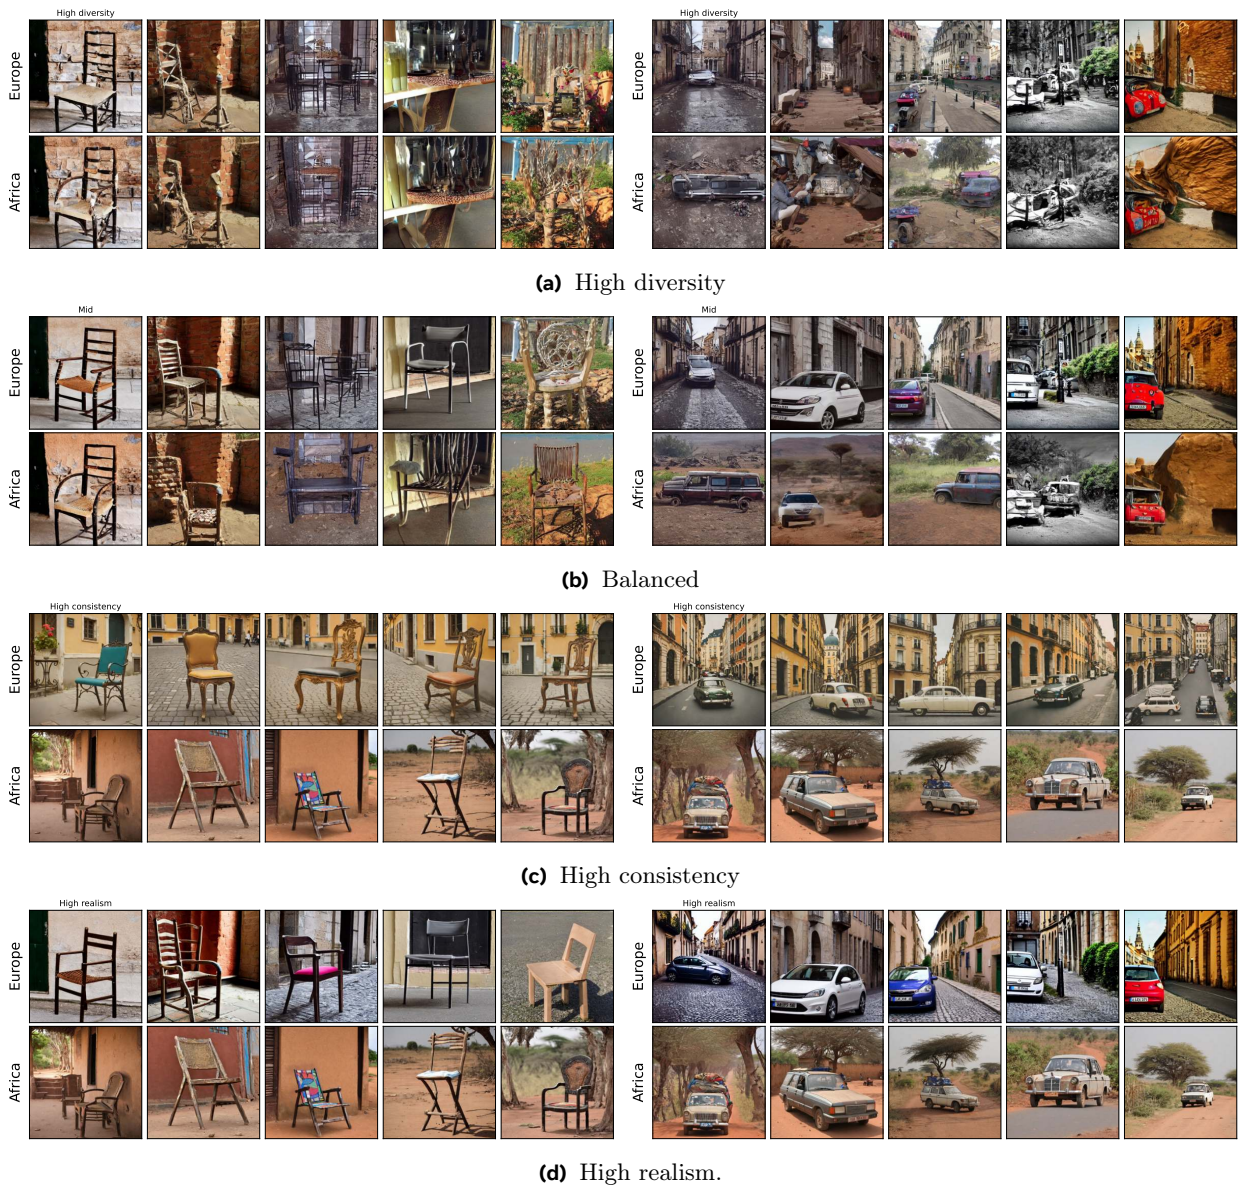 High diversity
High diversity
Europe
Europe
Africa
Africa
(a) High diversity
Mid
Mid
Europe
Europe
Africa
Africa
(b) Balanced
High consistency
High consistency
Europe
Europe
Africa
Africa
(c) High consistency
High realism
High realism
Europe
Europe
Africa
Africa
(d) High realism.